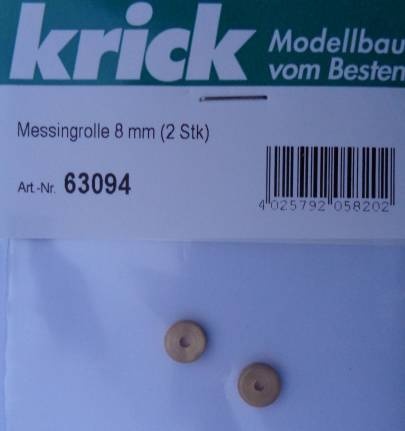 krick
Modellbau
vom Besten
Messingrolle 8 mm (2 Stk)
Art.-Nr. 63094
4 025792 058202